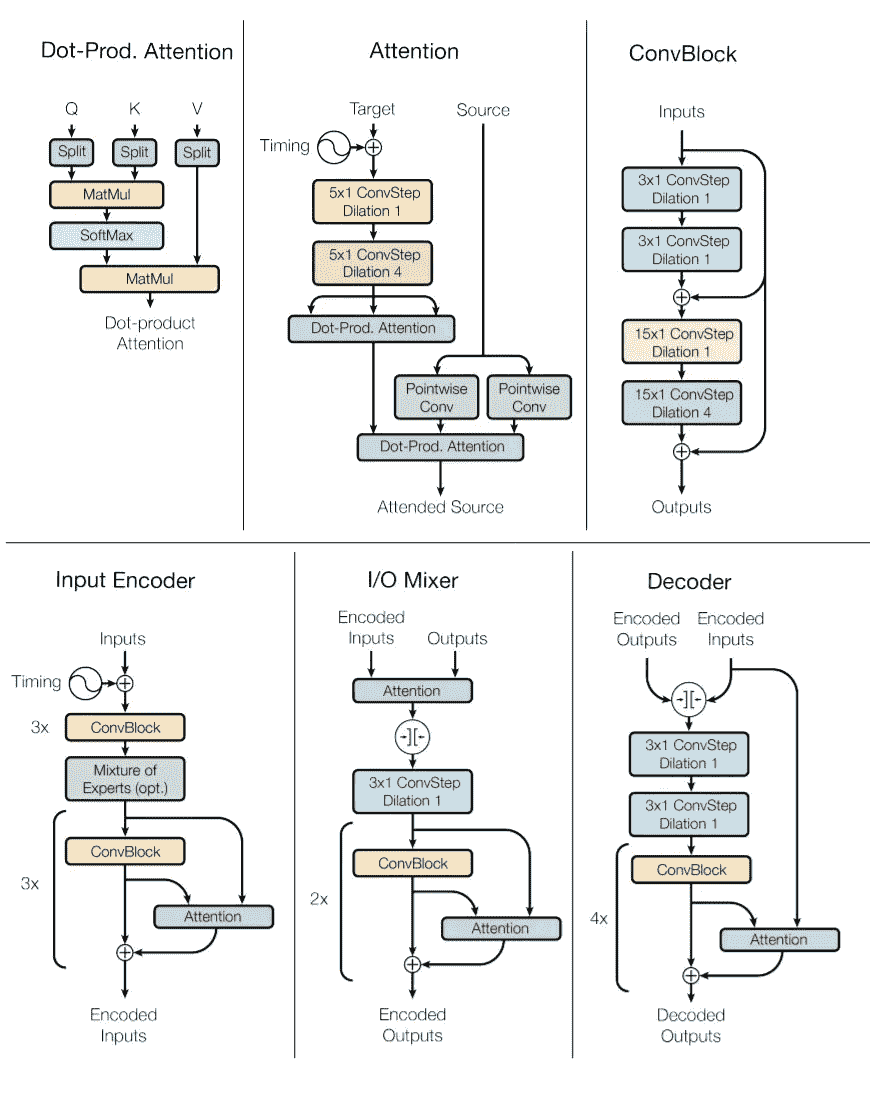 Dot-Prod. Attention
Q K V
Split Split Split
MatMul
SoftMax
MatMul
Dot-product
Attention
Attention
Target Source
Timing
5x1 ConvStep
Dilation 1
5x1 ConvStep
Dilation 4
Dot-Prod. Attention
Pointwise
Conv
Pointwise
Conv
Dot-Prod. Attention
Attended Source
ConvBlock
Inputs
3x1 ConvStep
Dilation 1
3x1 ConvStep
Dilation 1
15x1 ConvStep
Dilation 1
15x1 ConvStep
Dilation 4
Outputs
Input Encoder
Inputs
Timing
3x
ConvBlock
Mixture of
Experts (opt.)
3x
ConvBlock
Attention
Encoded
Inputs
I/O Mixer
Encoded
Inputs
Outputs
Attention
3x1 ConvStep
Dilation 1
2x
ConvBlock
Attention
Encoded
Outputs
Decoder
Encoded
Outputs
Encoded
Inputs
3x1 ConvStep
Dilation 1
3x1 ConvStep
Dilation 1
4x
ConvBlock
Attention
Decoded
Outputs